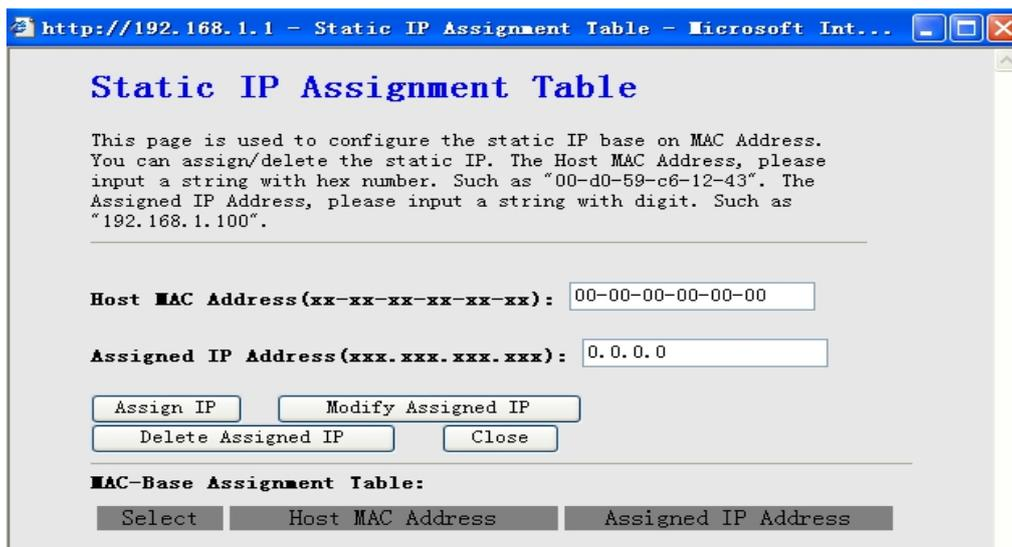 http://192.168.1.1 - Static IP Assignment Table - Microsoft Int...
Static IP Assignment Table
This page is used to configure the static IP base on MAC Address.
You can assign/delete the static IP. The Host MAC Address, please
input a string with hex number. Such as "00-d0-59-c6-12-43". The
Assigned IP Address, please input a string with digit. Such as
"192.168.1.100".
Host MAC Address(xx-xx-xx-xx-xx-xx): 00-00-00-00-00-00
Assigned IP Address(xxx.xxx.xxx.xxx): 0.0.0.0
Assign IP Modify Assigned IP
Delete Assigned IP Close
MAC-Base Assignment Table:
Select Host MAC Address Assigned IP Address